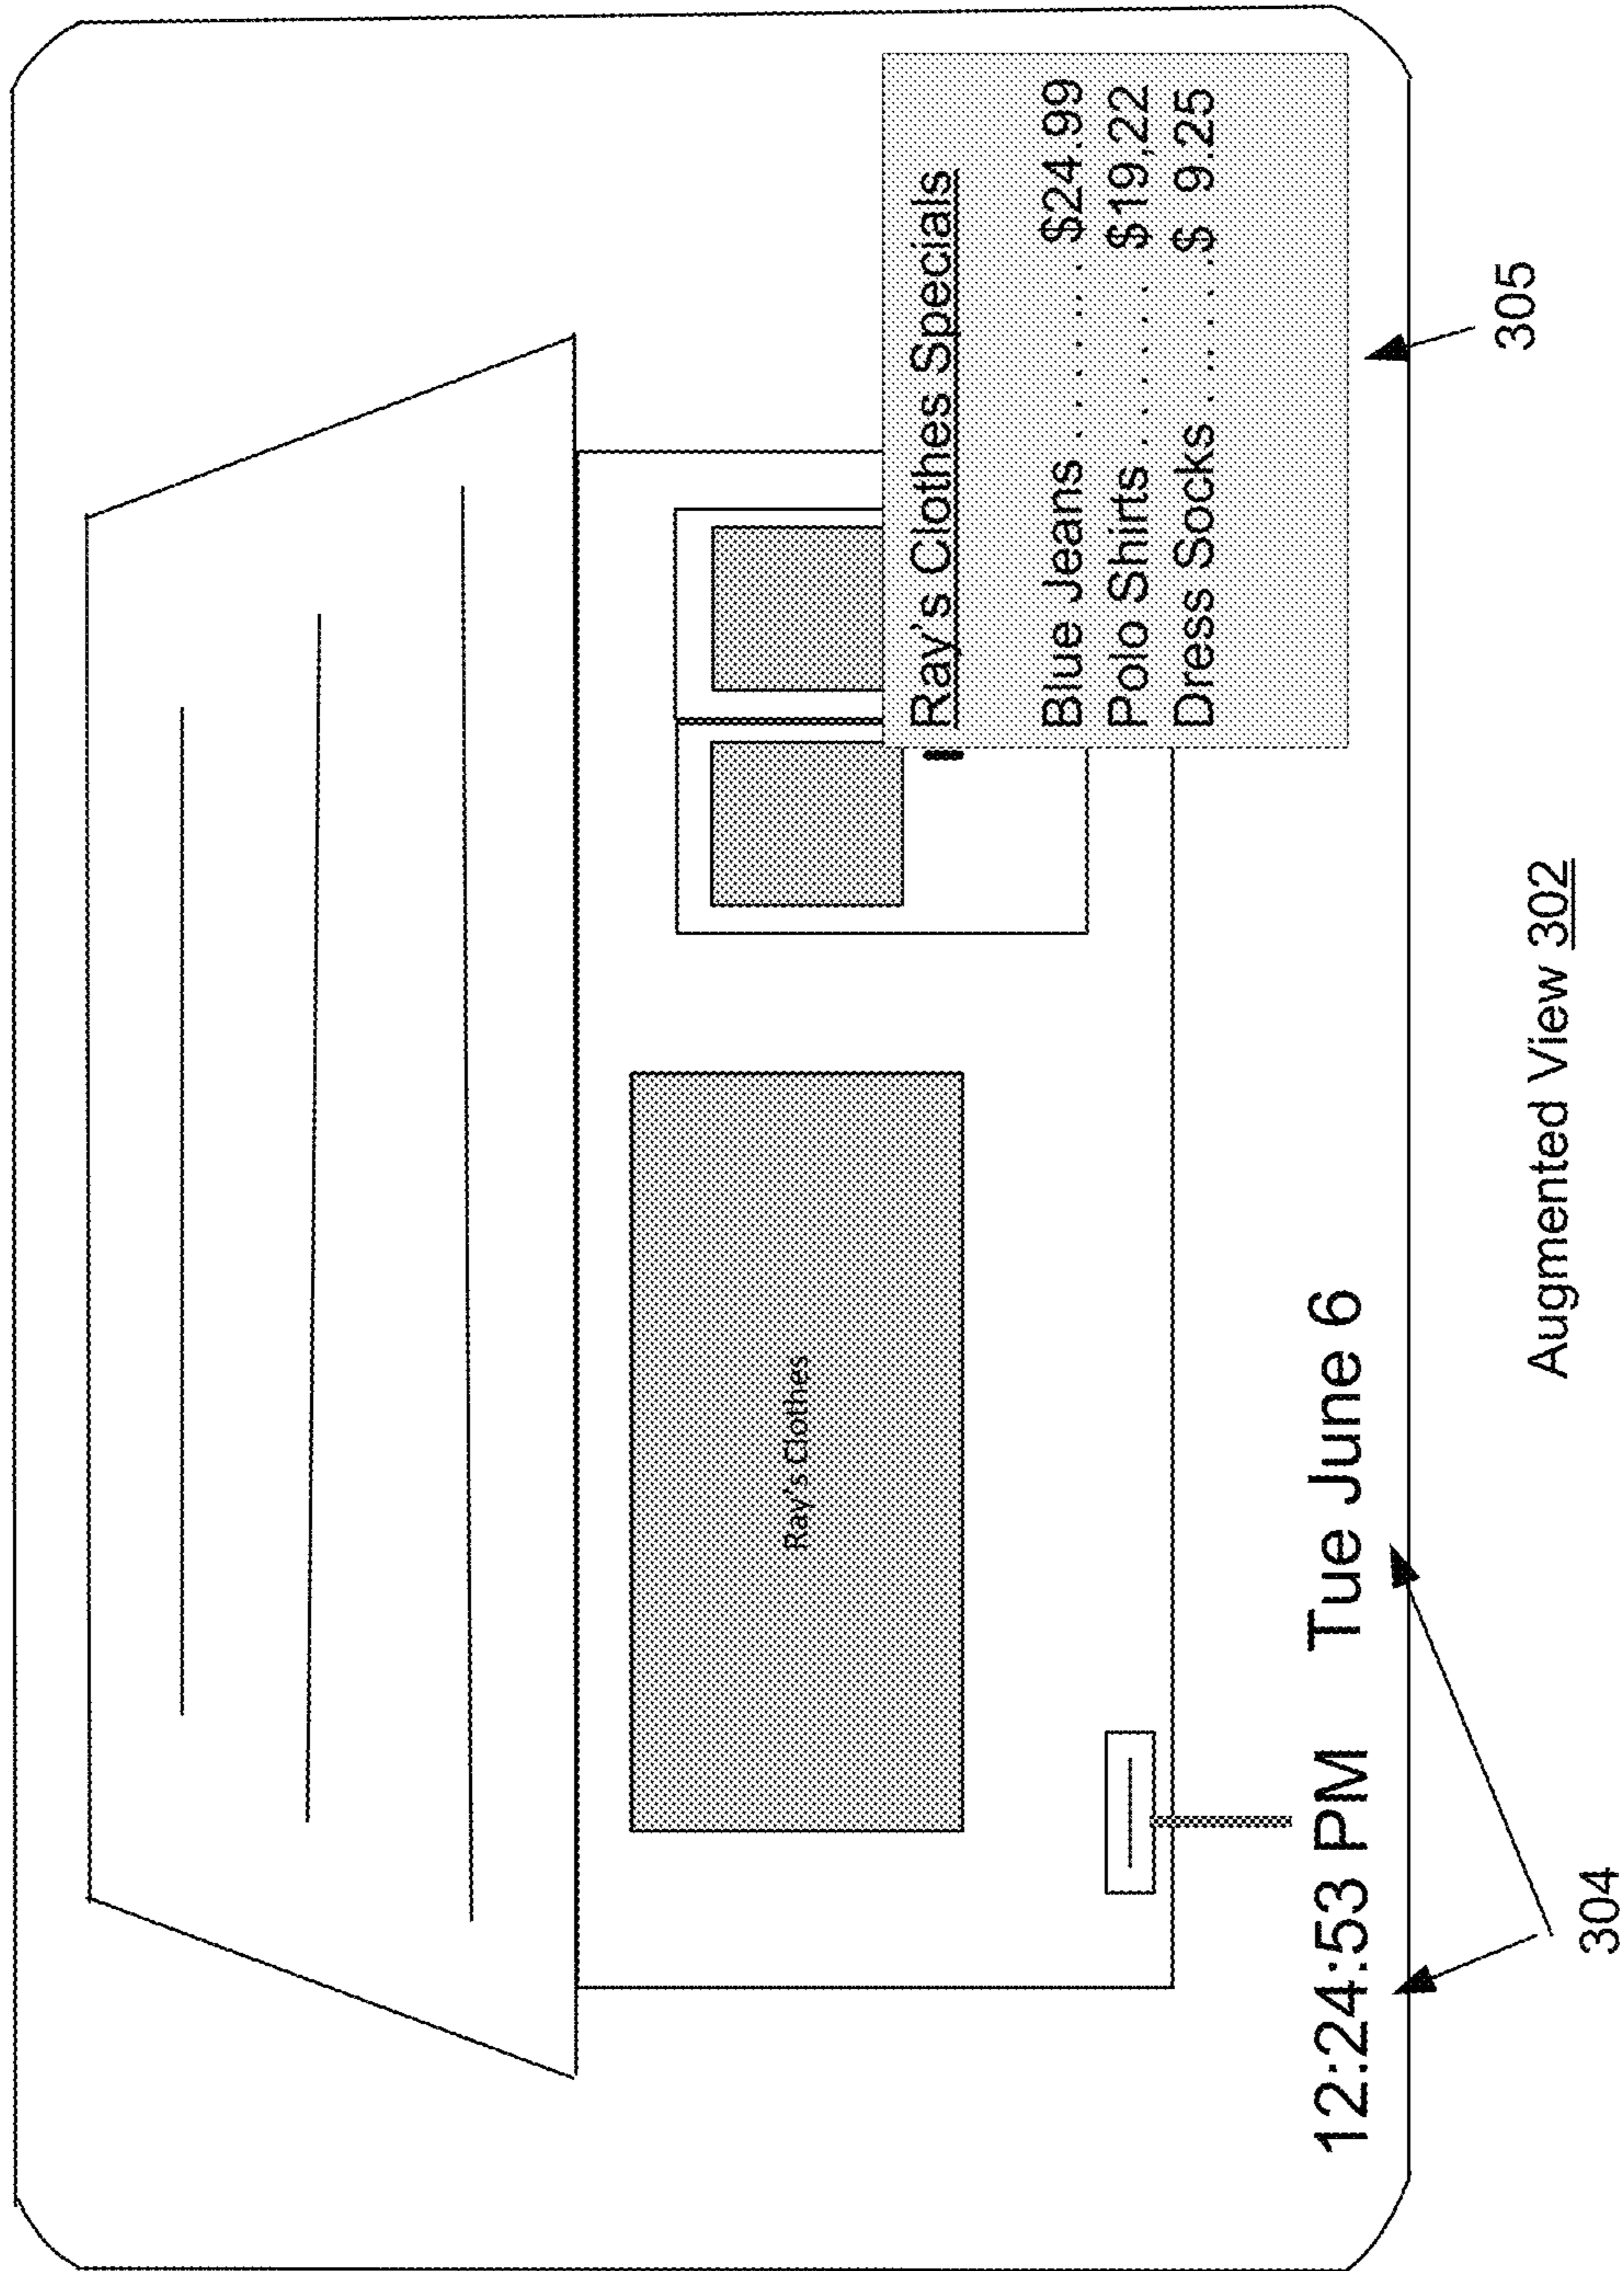 Ray's Clothes
Ray's Clothes Specials
Blue Jeans . . . . . . . $24.99
Polo Shirts . . . . . . . $19,22
Dress Socks . . . . . . $ 9.25
12:24:53 PM Tue June 6
304
305
Augmented View 302